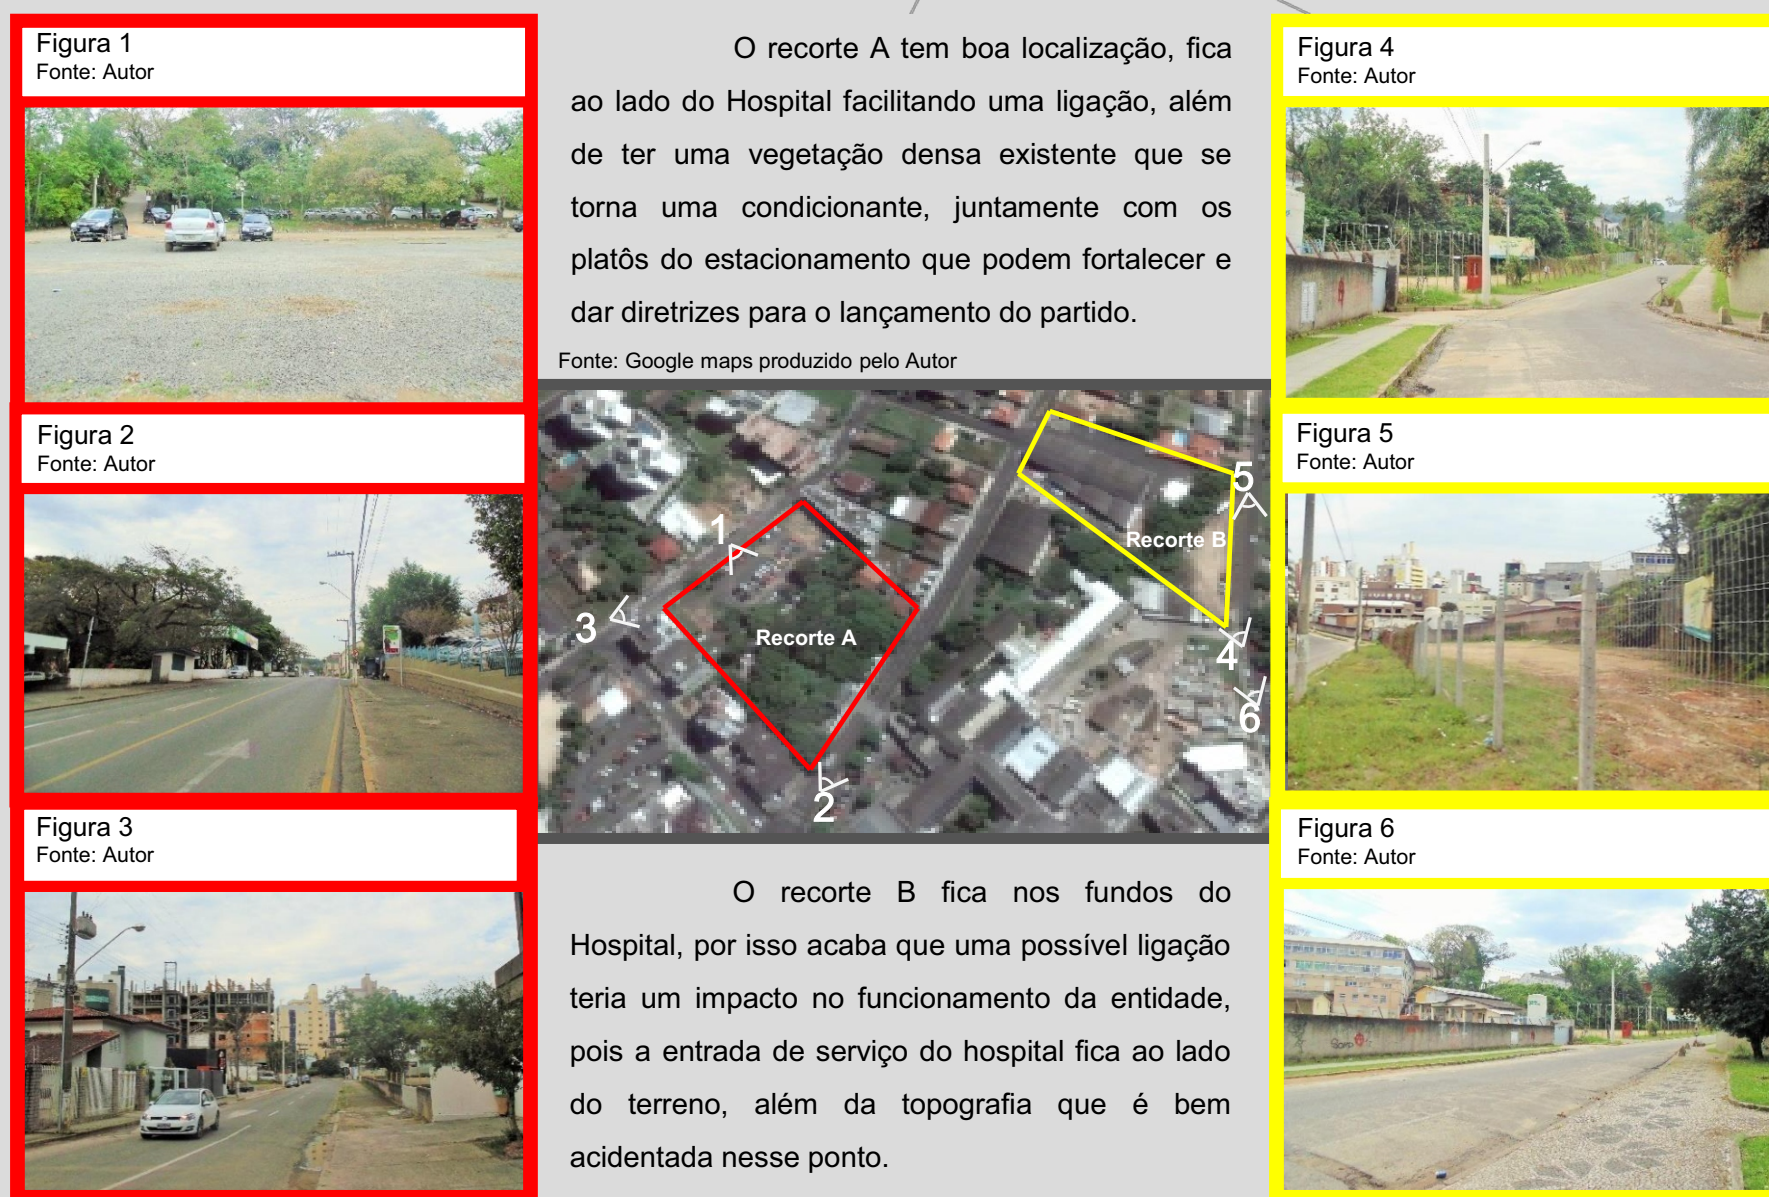 Figura 1
Fonte: Autor
Figura 2
Fonte: Autor
Figura 3
Fonte: Autor
O recorte A tem boa localização, fica
ao lado do Hospital facilitando uma ligação, além
de ter uma vegetação densa existente que se
torna uma condicionante, juntamente com os
platôs do estacionamento que podem fortalecer e
dar diretrizes para o lançamento do partido.
Fonte: Google maps produzido pelo Autor
1
3
Recorte A
2
5
Recorte B
4
6
O recorte B fica nos fundos do
Hospital, por isso acaba que uma possível ligação
teria um impacto no funcionamento da entidade,
pois a entrada de serviço do hospital fica ao lado
do terreno, além da topografia que é bem
acidentada nesse ponto.
Figura 4
Fonte: Autor
Figura 5
Fonte: Autor
Figura 6
Fonte: Autor